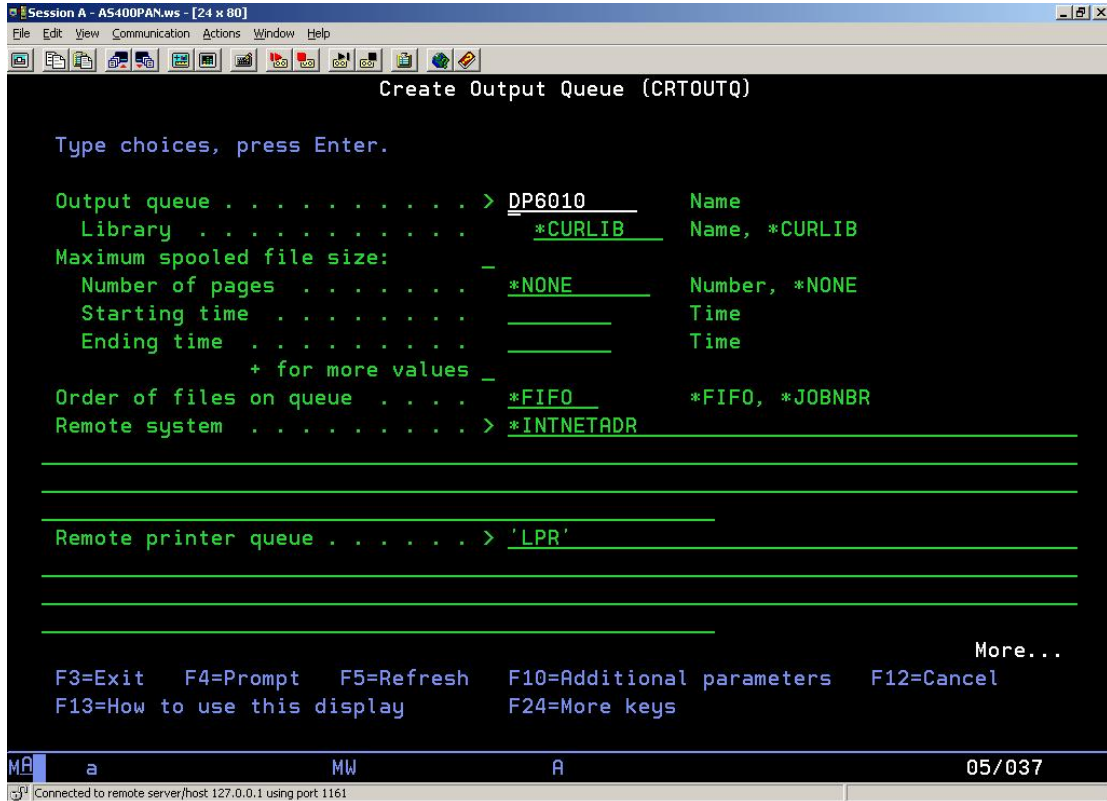 Session A - AS400PAN.ws - [24 x 80]
File Edit View Communication Actions Window Help
Create Output Queue (CRTOUTQ)
Type choices, press Enter.
Output queue . . . . . . . . . . > DP6010 Name
Library . . . . . . . . . . . *CURLIB Name, *CURLIB
Maximum spooled file size:
Number of pages . . . . . . . *NONE Number, *NONE
Starting time . . . . . . . . Time
Ending time . . . . . . . . . Time
+ for more values
Order of files on queue . . . . *FIFO *FIFO, *JOBNBR
Remote system . . . . . . . . . > *INTNETADR
Remote printer queue . . . . . . > 'LPR'
More...
F3=Exit F4=Prompt F5=Refresh F10=Additional parameters F12=Cancel
F13=How to use this display F24=More keys
MA a MW A 05/037
Connected to remote server/host 127.0.0.1 using port 1161